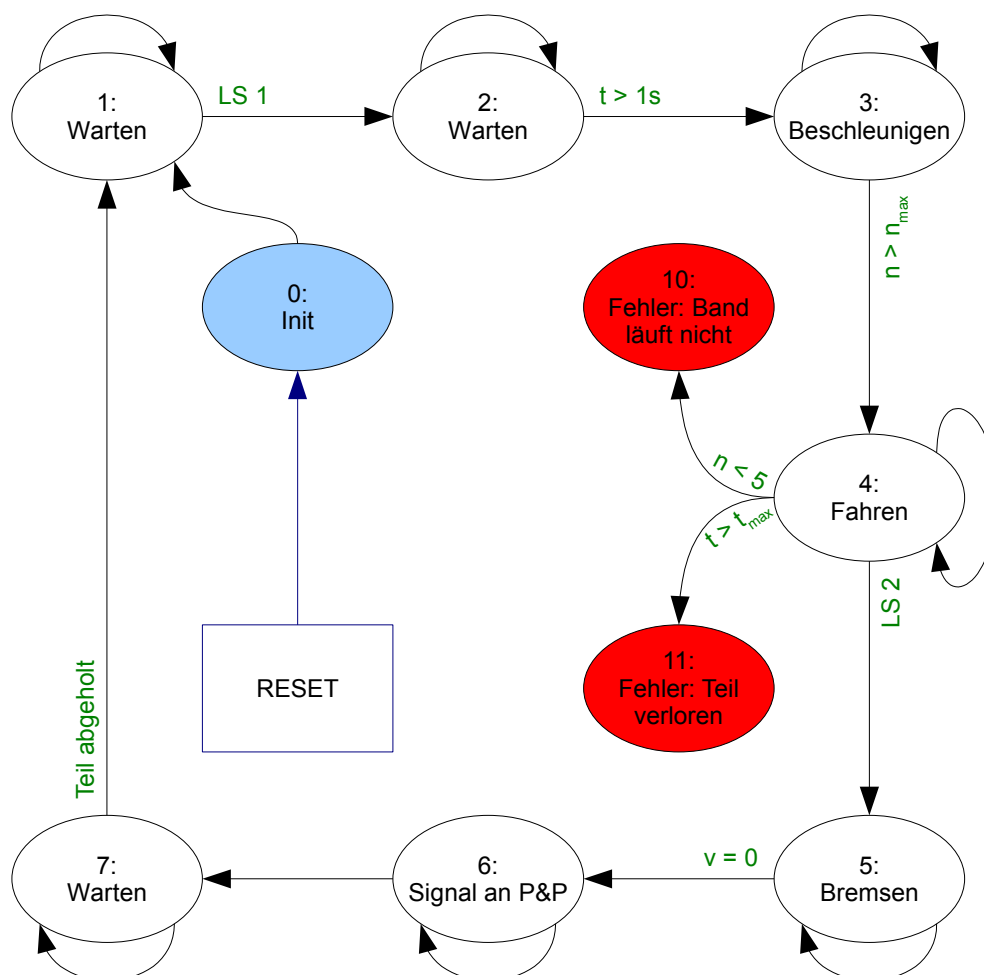 1:
Warten
LS 1
2:
Warten
t > 1s
3:
Beschleunigen
n > nmax
0:
Init
10:
Fehler: Band
läuft nicht
n < 5
t > tmax
4:
Fahren
LS 2
RESET
11:
Fehler: Teil
verloren
Teil abgeholt
7:
Warten
6:
Signal an P&P
v = 0
5:
Bremsen